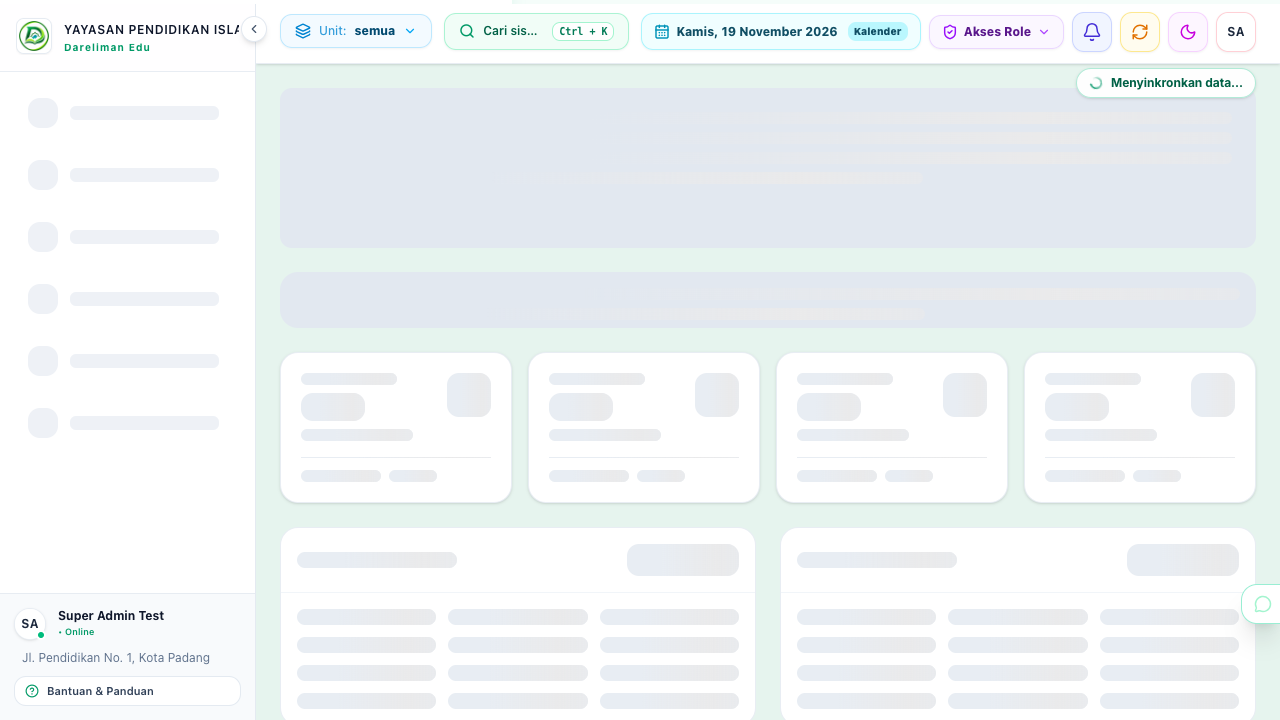 YAYASAN PENDIDIKAN ISLA
Dareliman Edu
Unit: semua
Cari sis... Ctrl + K
Kamis, 19 November 2026 Kalender
Akses Role
SA
Menyinkronkan data...
SA
Super Admin Test
• Online
Jl. Pendidikan No. 1, Kota Padang
Bantuan & Panduan